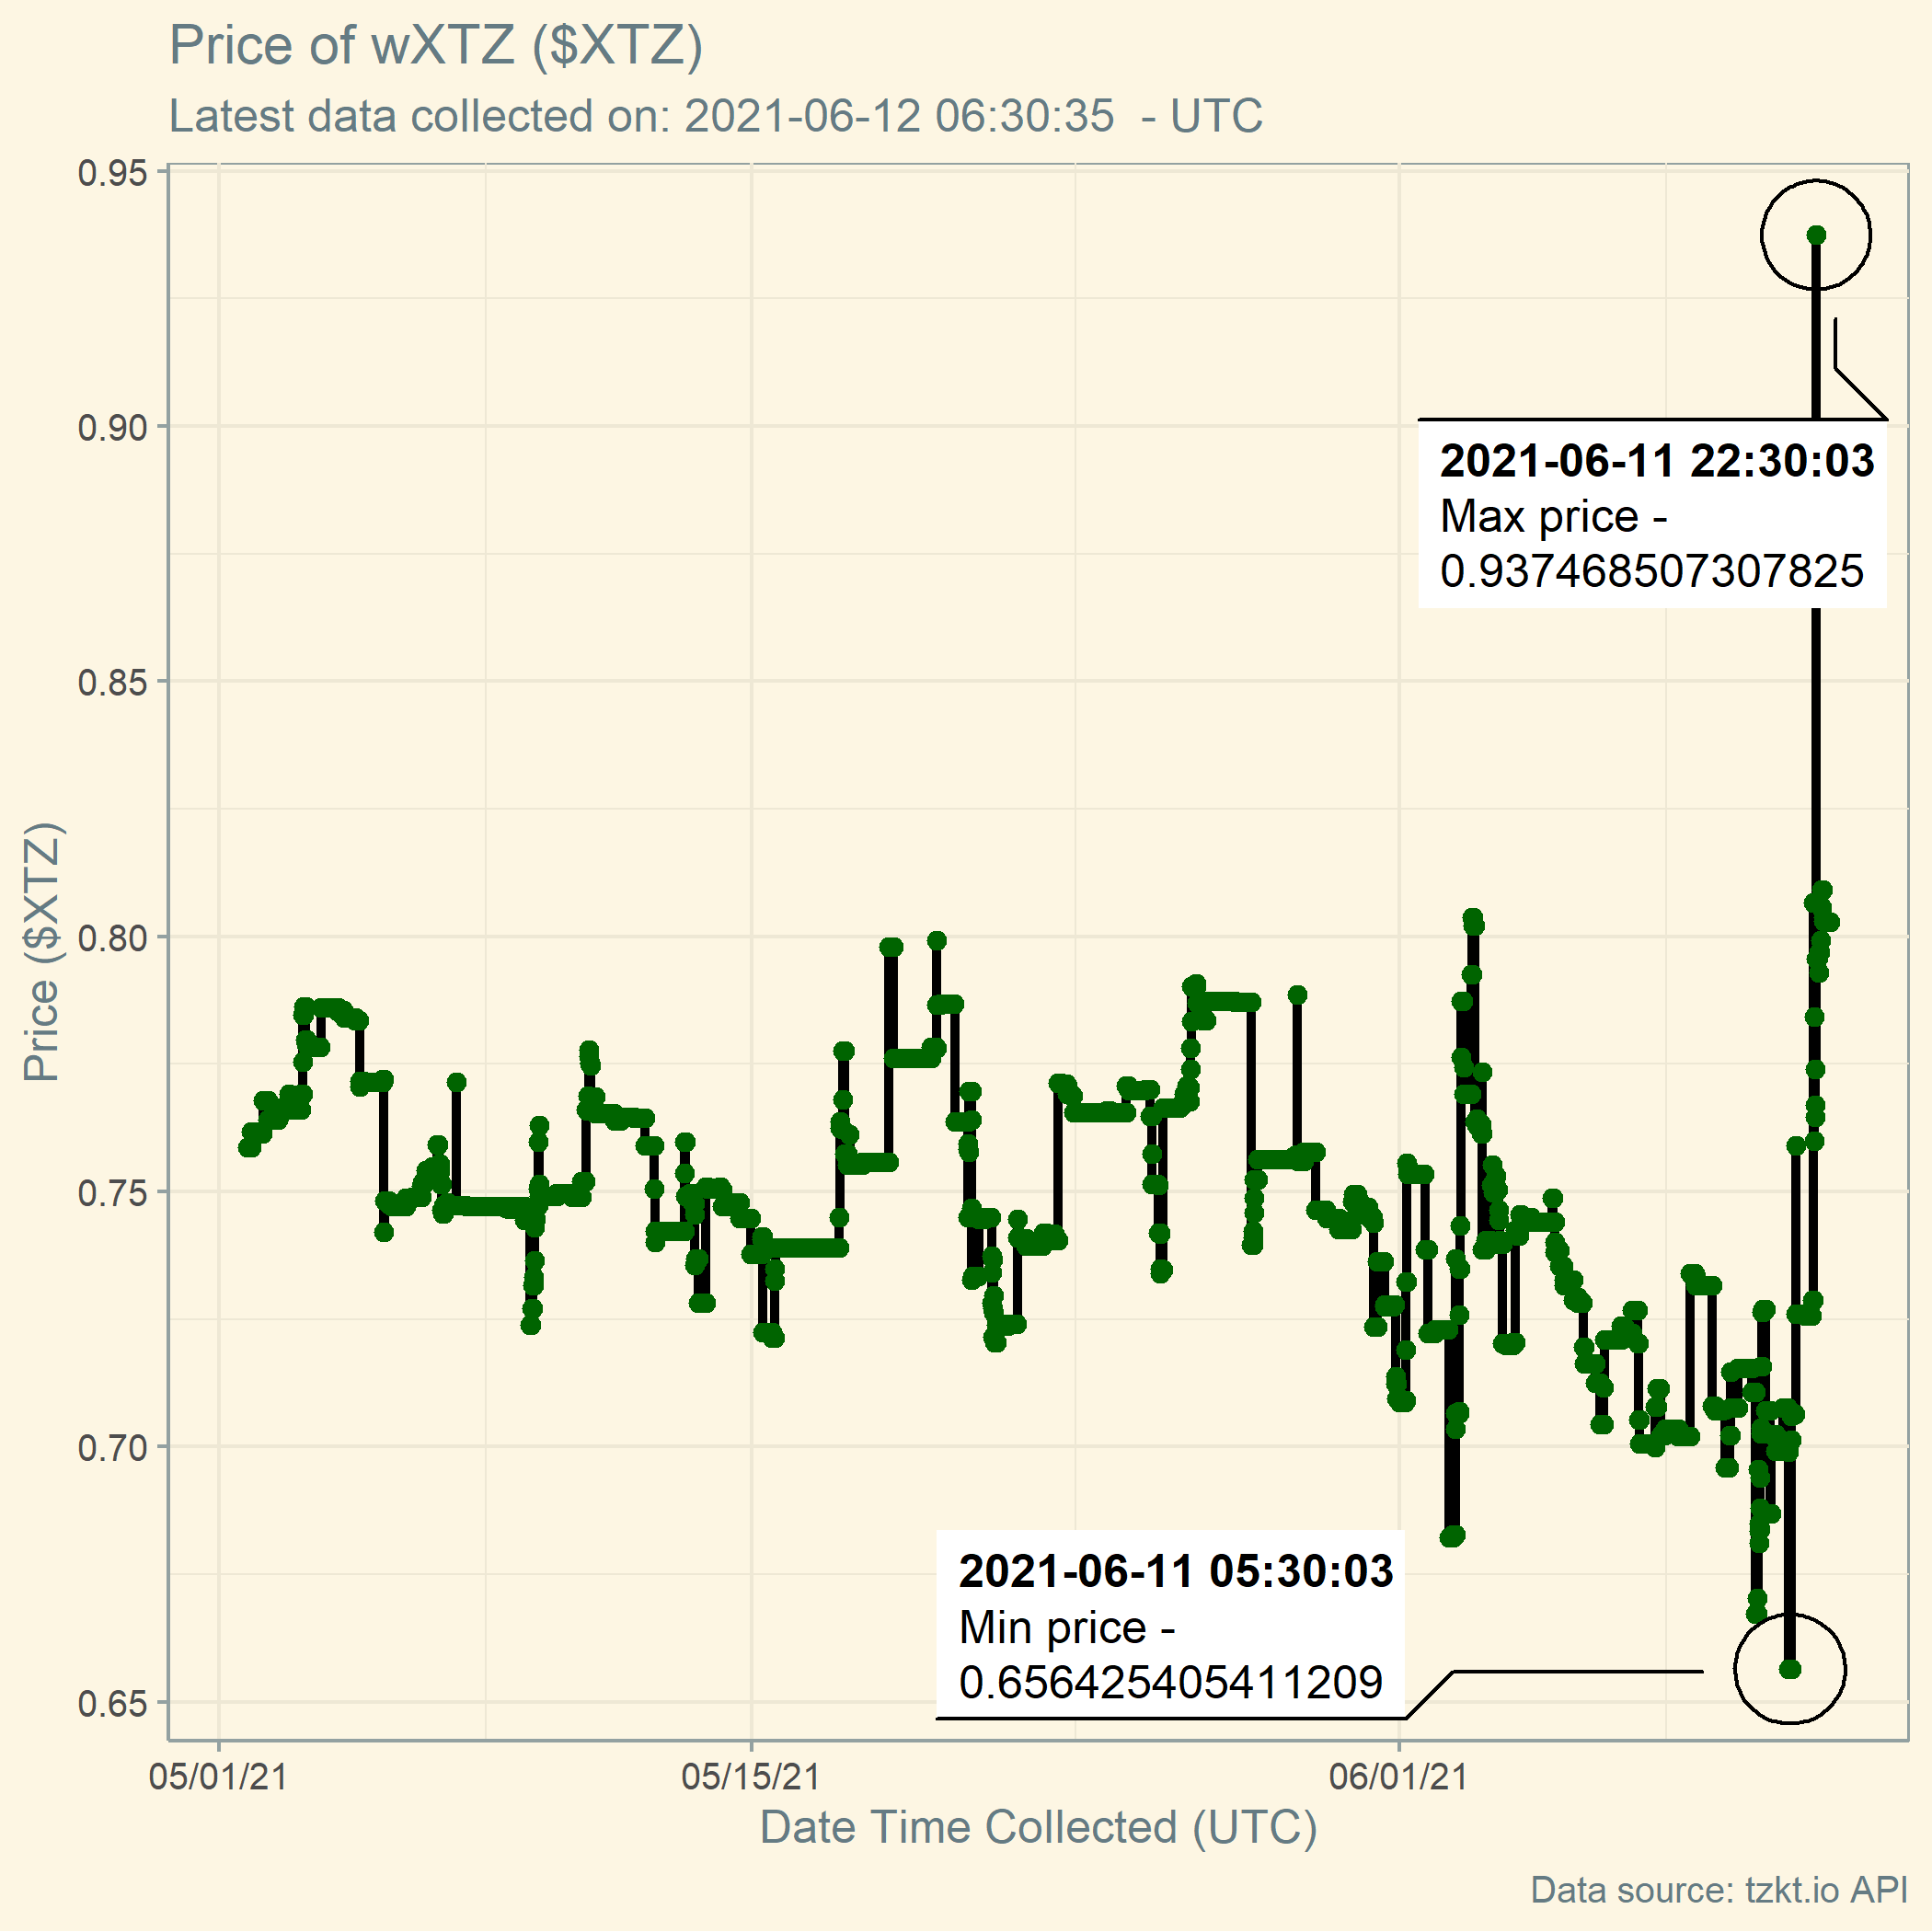 Price of wXTZ ($XTZ)
Latest data collected on: 2021-06-12 06:30:35  - UTC
0.95
0.90
0.85
0.80
0.75
0.70
0.65
Price ($XTZ)
2021-06-11 22:30:03
Max price -
0.937468507307825
2021-06-11 05:30:03
Min price -
0.656425405411209
05/01/21
05/15/21
06/01/21
Date Time Collected (UTC)
Data source: tzkt.io API